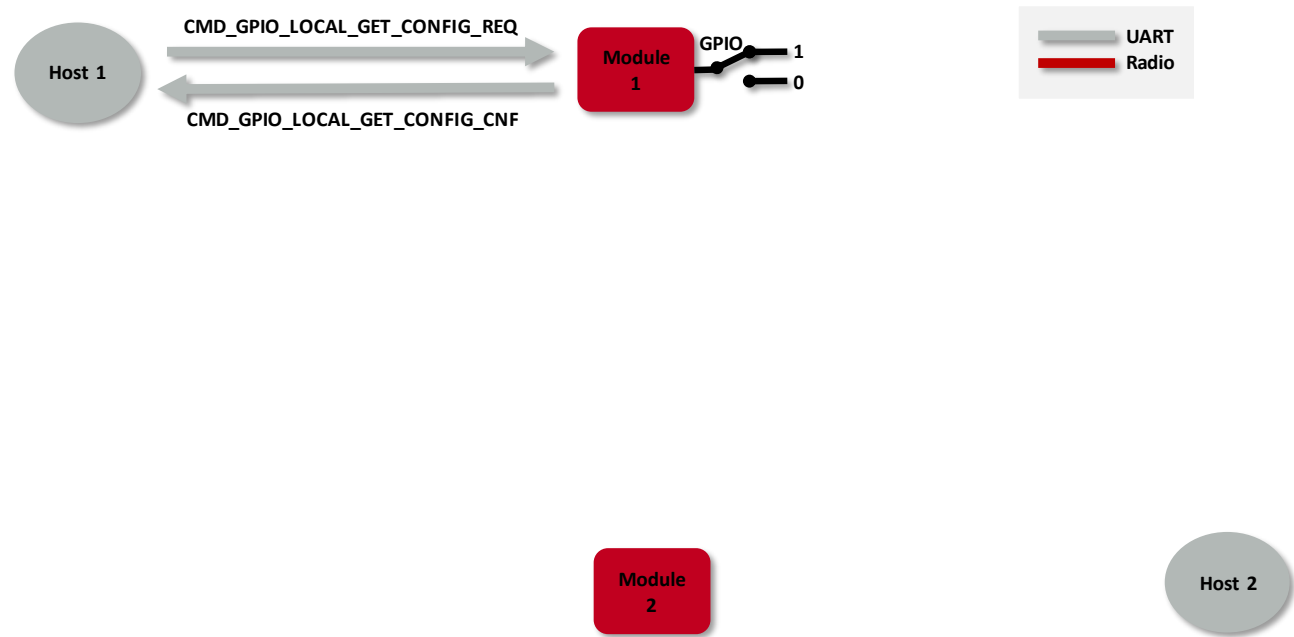 CMD_GPIO_LOCAL_GET_CONFIG_REQ
Host 1
Module
1
GPIO
1
0
UART
Radio
CMD_GPIO_LOCAL_GET_CONFIG_CNF
Module
2
Host 2